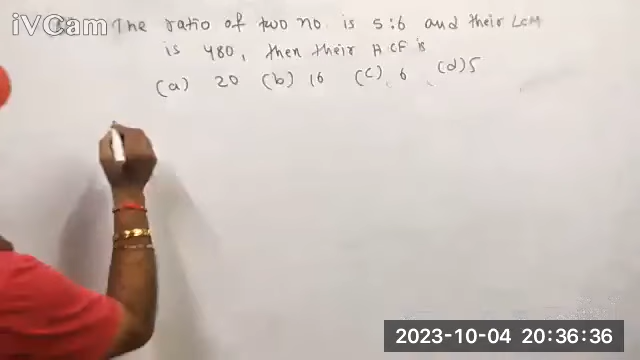 iVCam
The ratio of two no. is 5:6 and their LCM
is 480, then their HCF is
(a) 20 (b) 16 (c) 6 (d) 5
2023-10-04 20:36:36